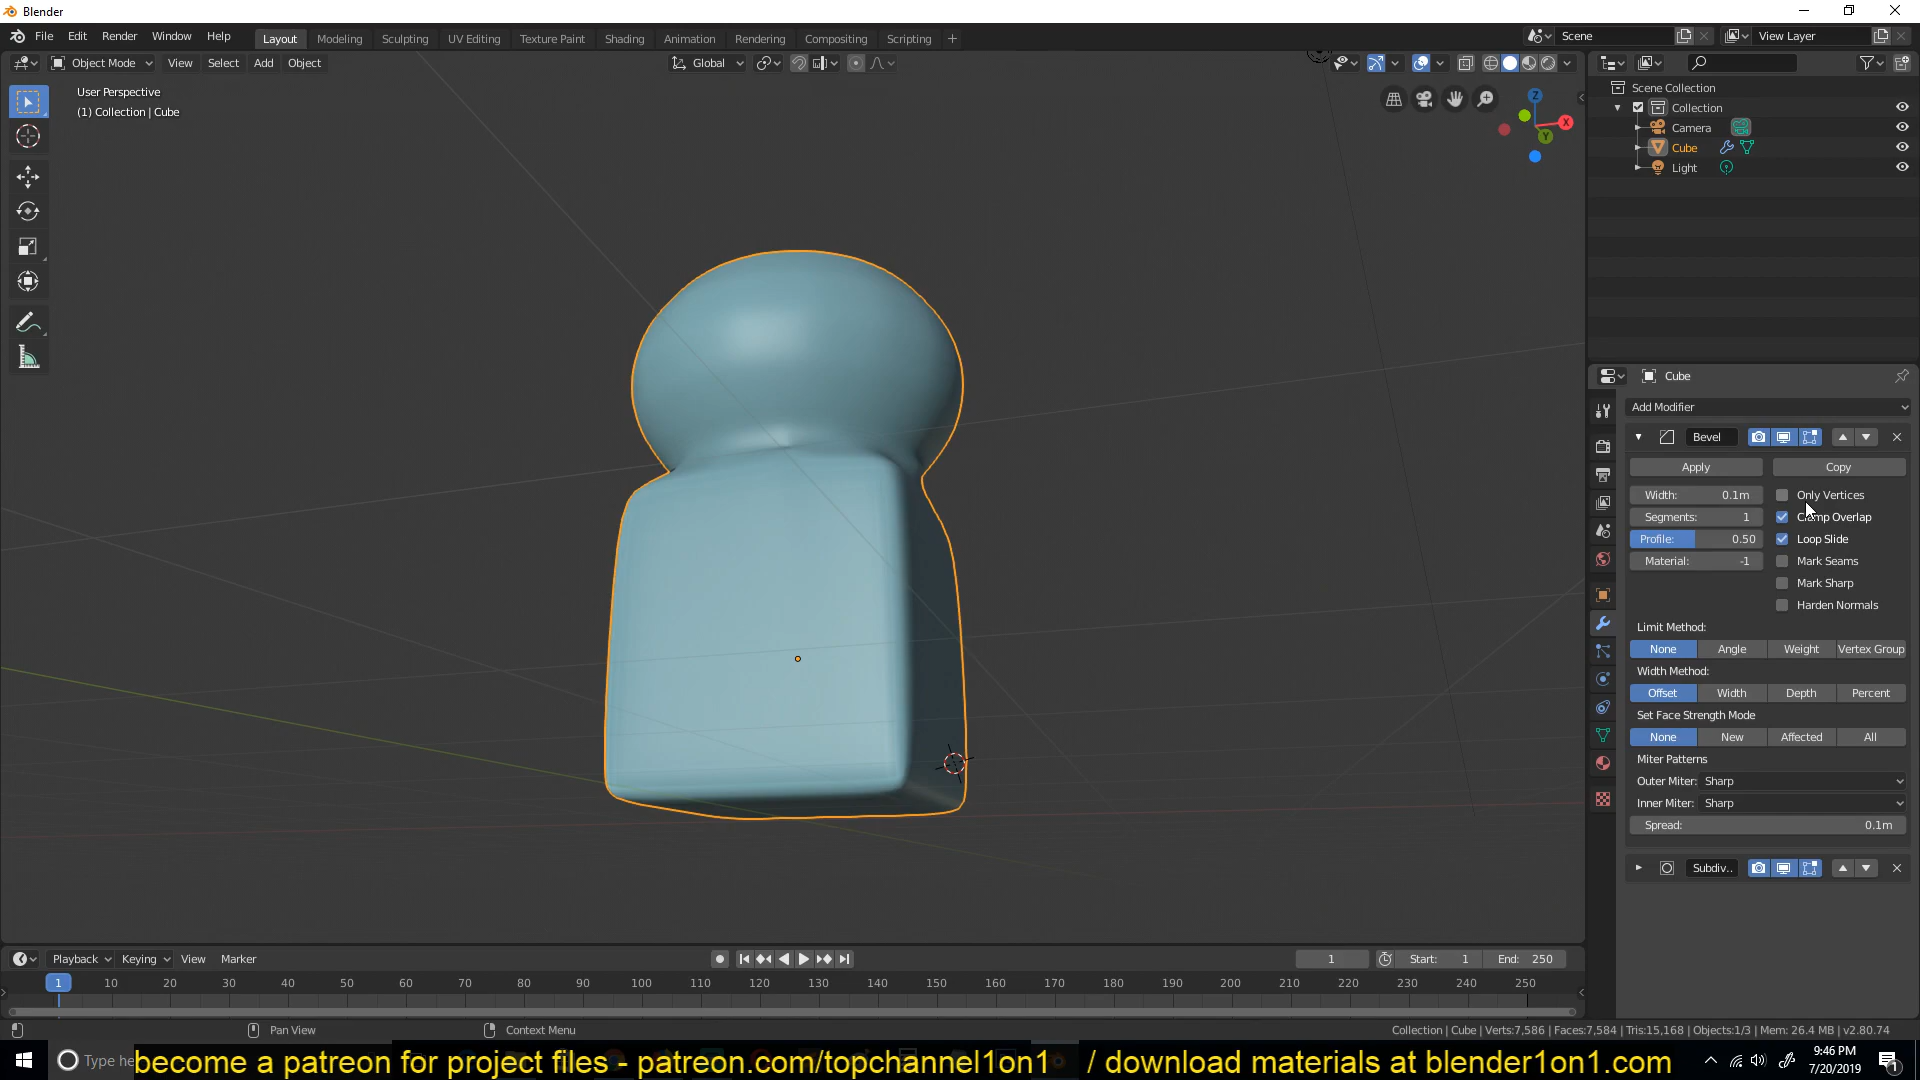 Blender
File Edit Render Window Help
Layout Modeling Sculpting UV Editing Texture Paint Shading Animation Rendering Compositing Scripting +
Scene
View Layer
Object Mode View Select Add Object
Global
User Perspective
(1) Collection | Cube
Z
X
Y
Scene Collection
Collection
Camera
Cube
Light
Cube
Add Modifier
Bevel
Apply Copy
Width: 0.1m Only Vertices
Segments: 1 Clamp Overlap
Profile: 0.50 Loop Slide
Material: -1 Mark Seams
Mark Sharp
Harden Normals
Limit Method:
None Angle Weight Vertex Group
Width Method:
Offset Width Depth Percent
Set Face Strength Mode
None New Affected All
Miter Patterns
Outer Miter: Sharp
Inner Miter: Sharp
Spread: 0.1m
Subdiv..
Playback Keying View Marker
1 Start: 1 End: 250
1 10 20 30 40 50 60 70 80 90 100 110 120 130 140 150 160 170 180 190 200 210 220 230 240 250
Pan View Context Menu
Collection | Cube | Verts:7,586 | Faces:7,584 | Tris:15,168 | Objects:1/3 | Mem: 26.4 MB | v2.80.74
Type he
become a patreon for project files - patreon.com/topchannel1on1 / download materials at blender1on1.com
9:46 PM
7/20/2019
1